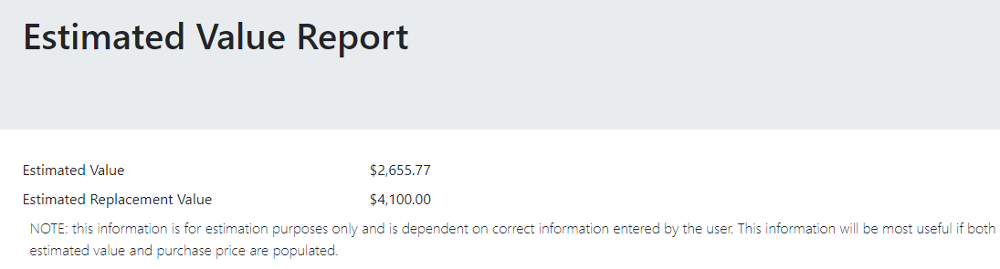 Estimated Value Report
Estimated Value $2,655.77
Estimated Replacement Value $4,100.00
NOTE: this information is for estimation purposes only and is dependent on correct information entered by the user. This information will be most useful if both
estimated value and purchase price are populated.